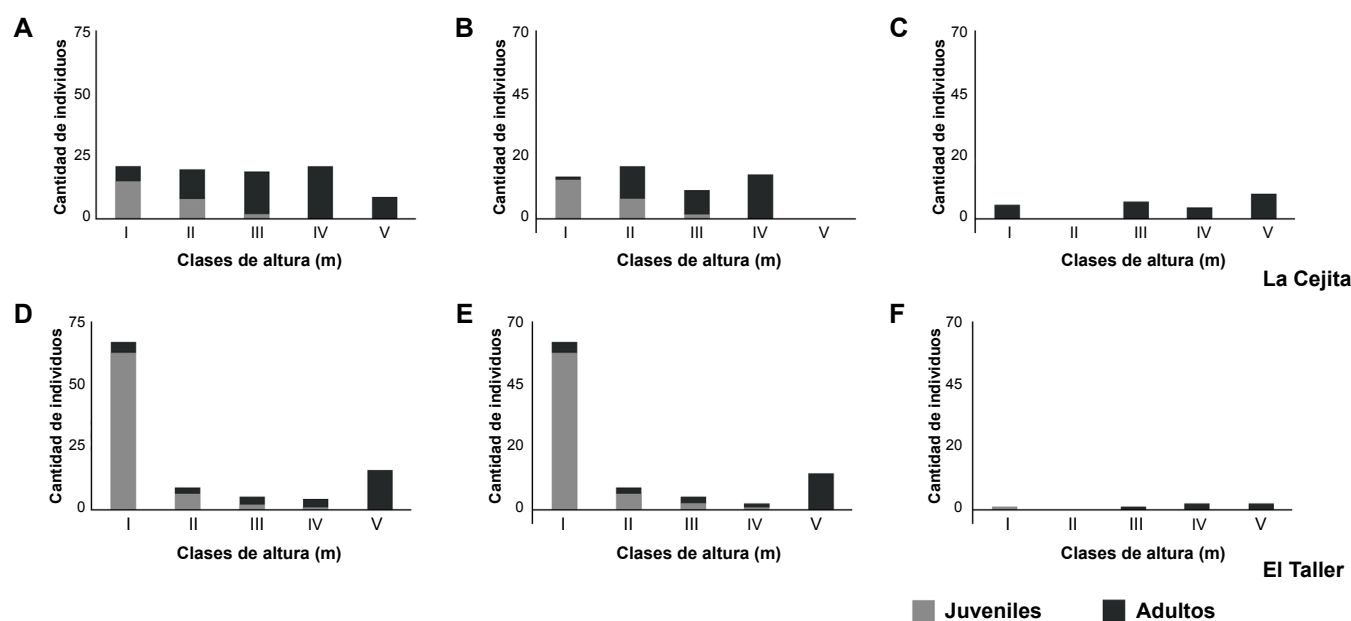 A
Cantidad de individuos
75
50
25
0
I II III IV V
Clases de altura (m)
B
Cantidad de individuos
70
45
20
0
I II III IV V
Clases de altura (m)
C
Cantidad de individuos
70
45
20
0
I II III IV V
Clases de altura (m)
La Cejita
D
Cantidad de individuos
75
50
25
0
I II III IV V
Clases de altura (m)
E
Cantidad de individuos
70
45
20
0
I II III IV V
Clases de altura (m)
F
Cantidad de individuos
70
45
20
0
I II III IV V
Clases de altura (m)
El Taller
Juveniles Adultos